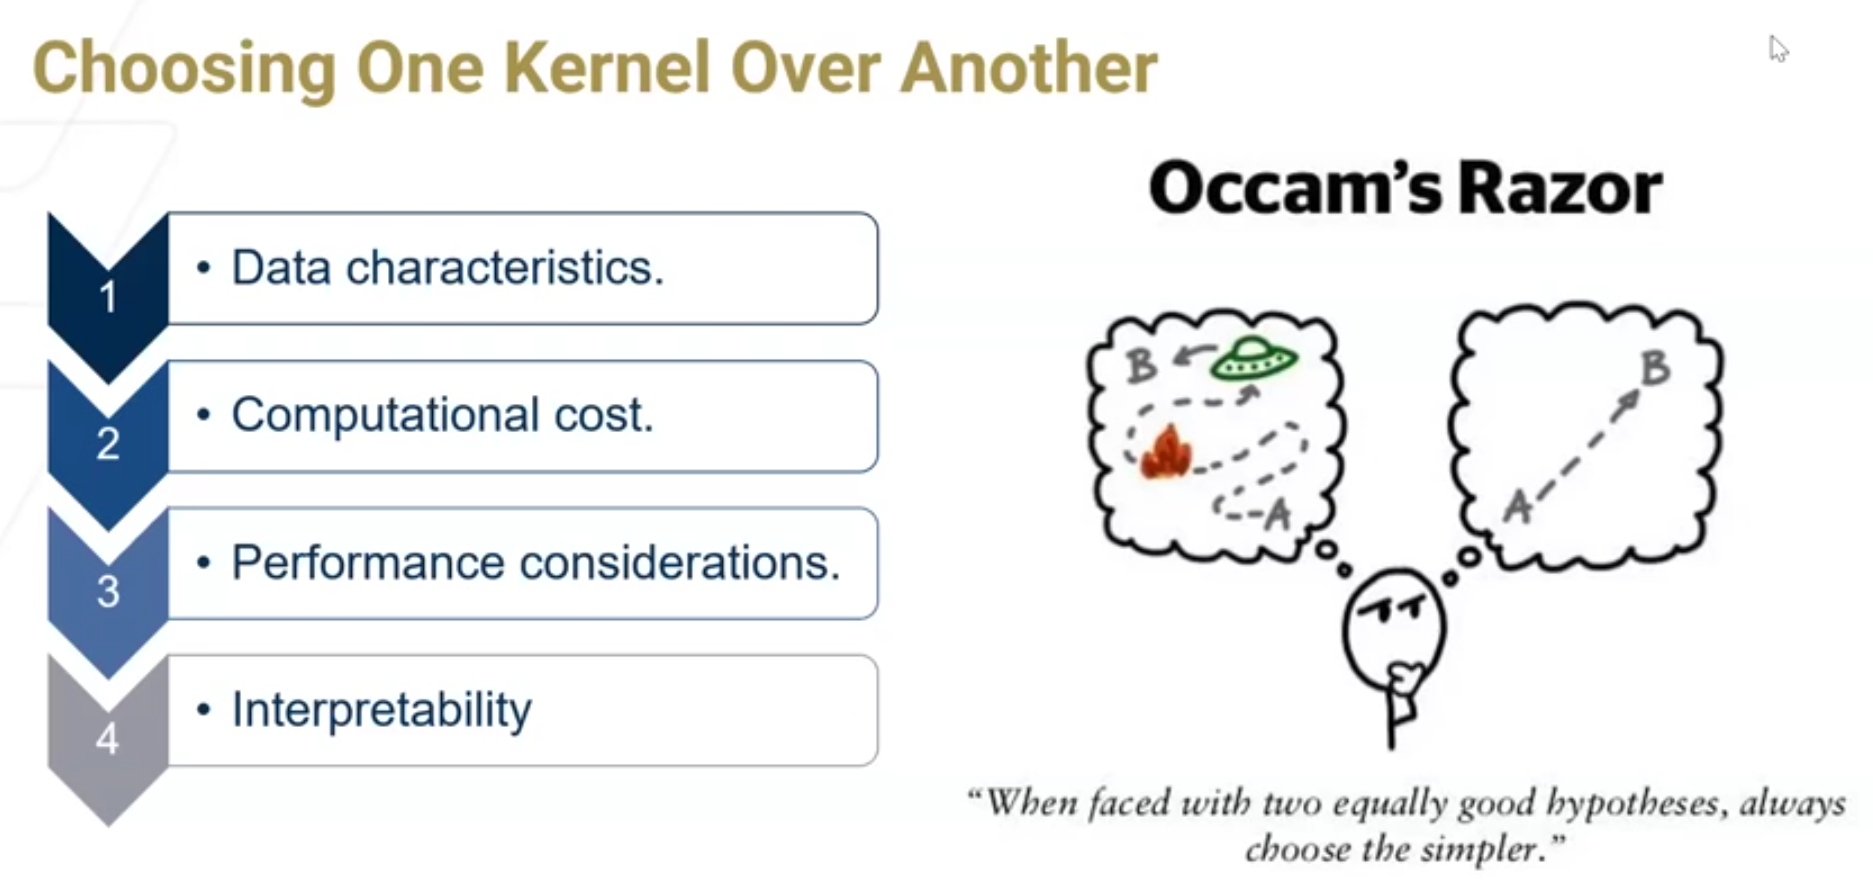 Choosing One Kernel Over Another
1
• Data characteristics.
2
• Computational cost.
3
• Performance considerations.
4
• Interpretability
Occam’s Razor
B
A
B
A
“When faced with two equally good hypotheses, always
choose the simpler.”